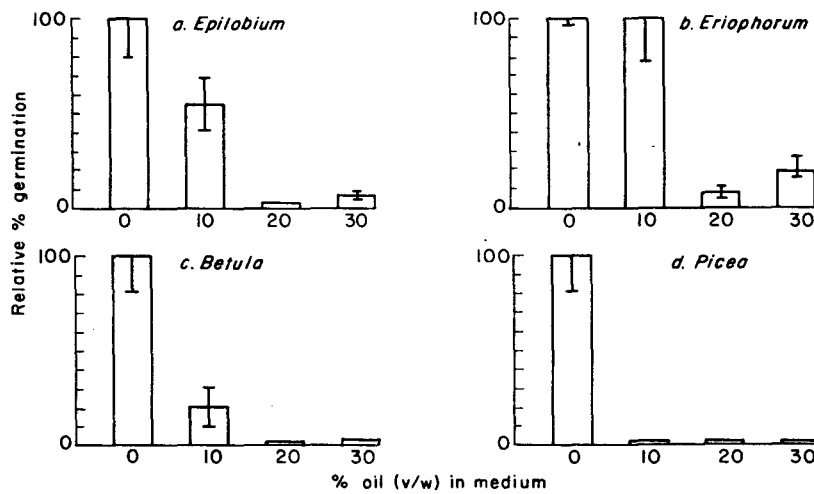 Relative % germination
100
0
a. Epilobium
0 10 20 30
100
0
b. Eriophorum
0 10 20 30
100
0
c. Betula
0 10 20 30
100
0
d. Picea
0 10 20 30
% oil (v/w) in medium